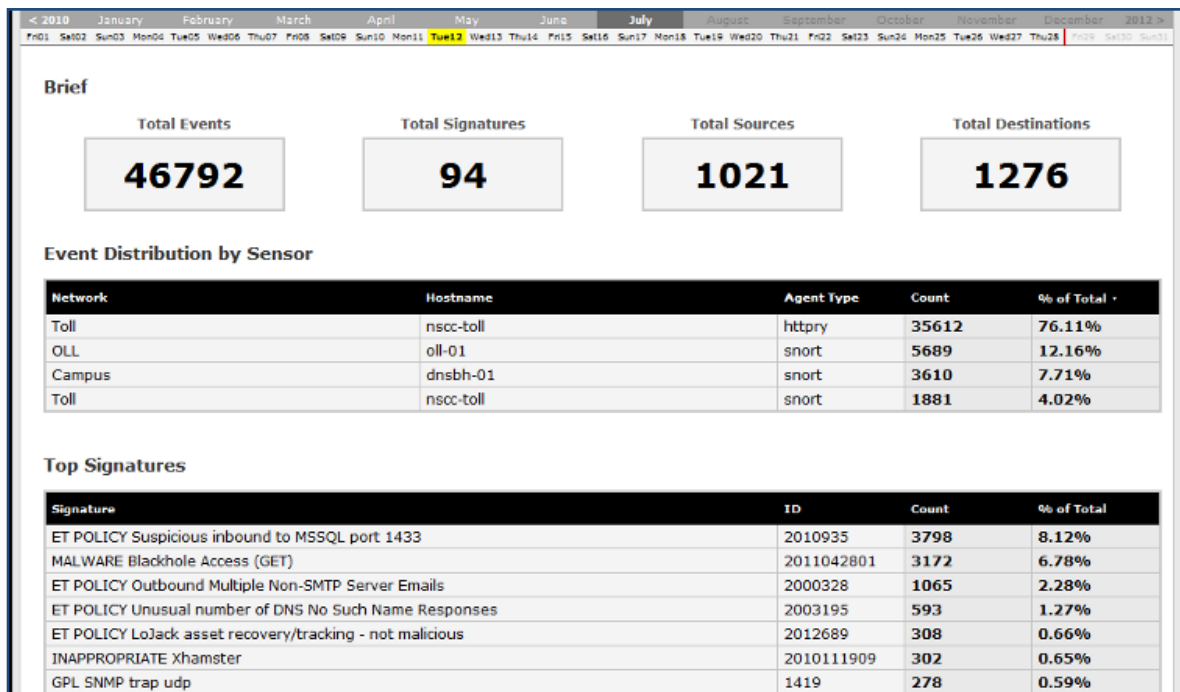 < 2010 January February March April May June July August September October November December 2012 >
Fri01 Sat02 Sun03 Mon04 Tue05 Wed06 Thu07 Fri08 Sat09 Sun10 Mon11 Tue12 Wed13 Thu14 Fri15 Sat16 Sun17 Mon18 Tue19 Wed20 Thu21 Fri22 Sat23 Sun24 Mon25 Tue26 Wed27 Thu28 Fri29 Sat30 Sun31
Brief
Total Events Total Signatures Total Sources Total Destinations
46792 94 1021 1276
Event Distribution by Sensor
Network Hostname Agent Type Count % of Total
Toll nscc-toll httpry 35612 76.11%
OLL oll-01 snort 5689 12.16%
Campus dnsbh-01 snort 3610 7.71%
Toll nscc-toll snort 1881 4.02%
Top Signatures
Signature ID Count % of Total
ET POLICY Suspicious inbound to MSSQL port 1433 2010935 3798 8.12%
MALWARE Blackhole Access (GET) 2011042801 3172 6.78%
ET POLICY Outbound Multiple Non-SMTP Server Emails 2000328 1065 2.28%
ET POLICY Unusual number of DNS No Such Name Responses 2003195 593 1.27%
ET POLICY LoJack asset recovery/tracking - not malicious 2012689 308 0.66%
INAPPROPRIATE Xhamster 2010111909 302 0.65%
GPL SNMP trap udp 1419 278 0.59%